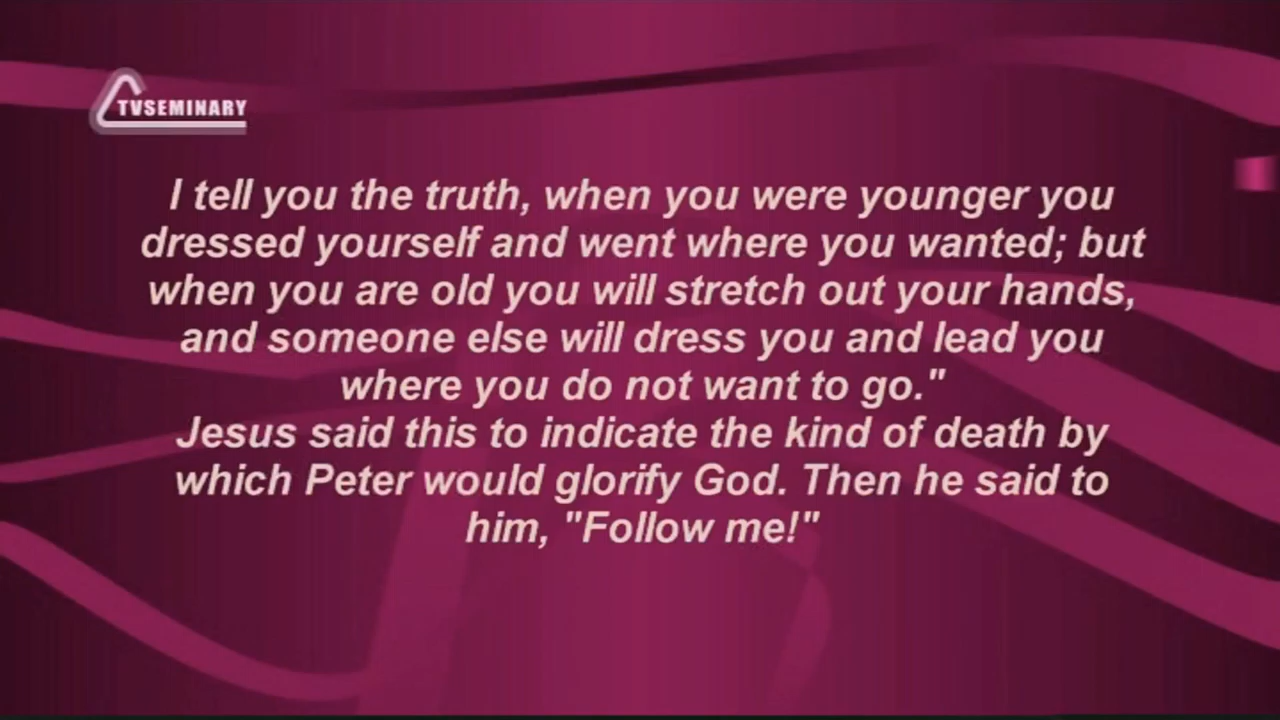 TVSEMINARY
I tell you the truth, when you were younger you
dressed yourself and went where you wanted; but
when you are old you will stretch out your hands,
and someone else will dress you and lead you
where you do not want to go."
Jesus said this to indicate the kind of death by
which Peter would glorify God. Then he said to
him, "Follow me!"